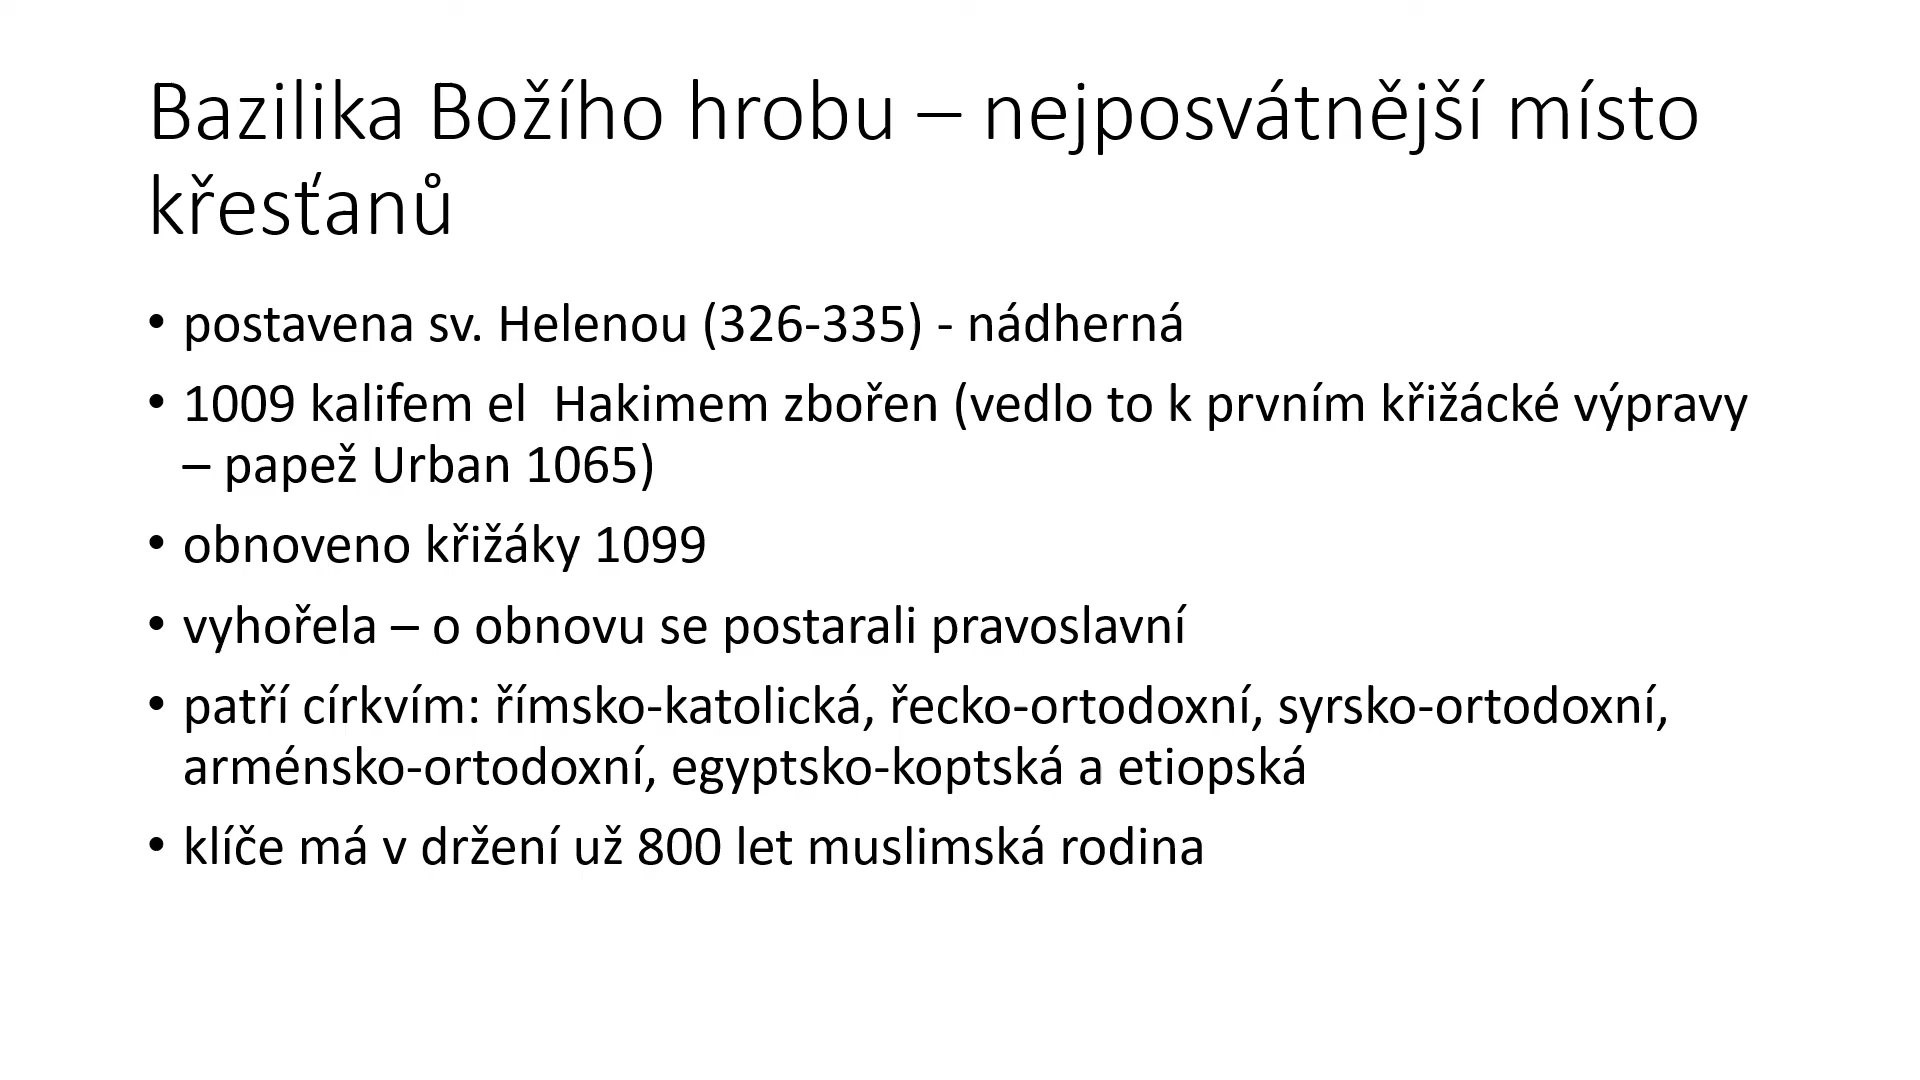 Bazilika Božího hrobu – nejposvátnější místo
křesťanů
• postavena sv. Helenou (326-335) - nádherná
• 1009 kalifem el  Hakimem zbořen (vedlo to k prvním křižácké výpravy
– papež Urban 1065)
• obnoveno křižáky 1099
• vyhořela – o obnovu se postarali pravoslavní
• patří církvím: římsko-katolická, řecko-ortodoxní, syrsko-ortodoxní,
arménsko-ortodoxní, egyptsko-koptská a etiopská
• klíče má v držení už 800 let muslimská rodina